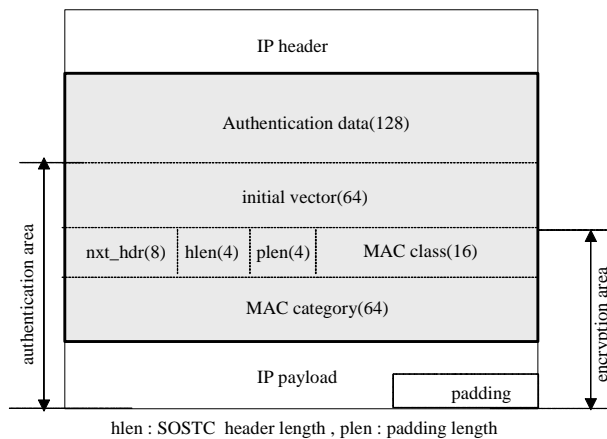 IP header
Authentication data(128)
initial vector(64)
nxt_hdr(8) hlen(4) plen(4) MAC class(16)
MAC category(64)
IP payload
padding
authentication area
encryption area
hlen : SOSTC header length , plen : padding length